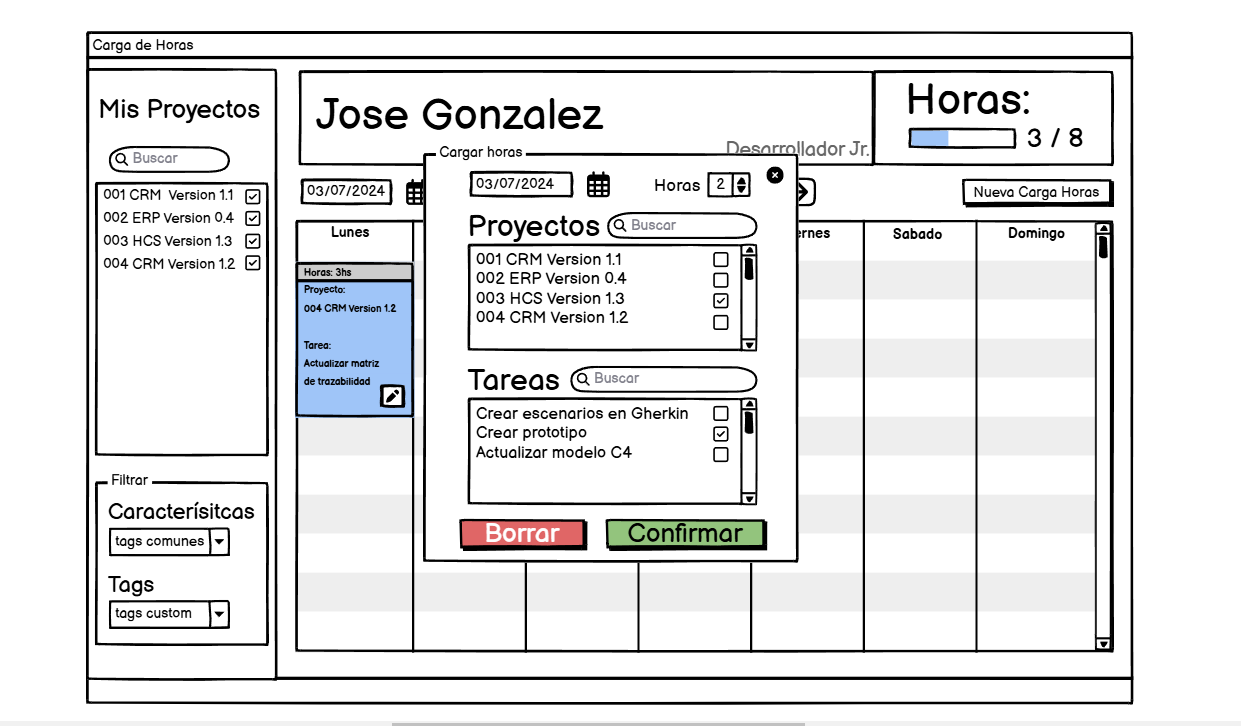 Carga de Horas
Mis Proyectos
Buscar
001 CRM Version 1.1
002 ERP Version 0.4
003 HCS Version 1.3
004 CRM Version 1.2
Filtrar
Caracterísitcas
tags comunes
Tags
tags custom
Jose Gonzalez
Desarrollador Jr.
Horas:
3 / 8
03/07/2024
Nueva Carga Horas
Lunes
ernes
Sabado
Domingo
Horas: 3hs
Proyecto:
004 CRM Version 1.2
Tarea:
Actualizar matriz
de trazabilidad
Cargar horas
03/07/2024
Horas 2
Proyectos
Buscar
001 CRM Version 1.1
002 ERP Version 0.4
003 HCS Version 1.3
004 CRM Version 1.2
Tareas
Buscar
Crear escenarios en Gherkin
Crear prototipo
Actualizar modelo C4
Borrar
Confirmar